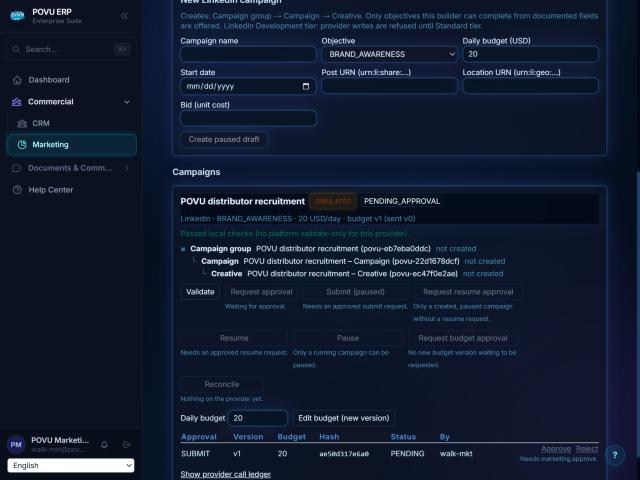 POVU ERP
Enterprise Suite
Search...
Dashboard
Commercial
CRM
Marketing
Documents & Comm...
Help Center
POVU Marketi...
walk-mkt@pov...
English
New LinkedIn campaign
Creates: Campaign group → Campaign → Creative. Only objectives this builder can complete from documented fields
are offered. LinkedIn Development tier: provider writes are refused until Standard tier.
Campaign name
Objective
Daily budget (USD)
BRAND_AWARENESS
20
Start date
Post URN (urn:li:share:...)
Location URN (urn:li:geo:...)
mm/dd/yyyy
Bid (unit cost)
Create paused draft
Campaigns
POVU distributor recruitment SIMULATED PENDING_APPROVAL
LinkedIn · BRAND_AWARENESS · 20 USD/day · budget v1 (sent v0)
Passed local checks (no platform validate-only for this provider).
Campaign group POVU distributor recruitment (povu-eb7eba0ddc) not created
└ Campaign POVU distributor recruitment – Campaign (povu-22d1678dcf) not created
└ Creative POVU distributor recruitment – Creative (povu-ec47f0e2ae) not created
Validate
Request approval
Submit (paused)
Request resume approval
Waiting for approval.
Needs an approved submit request.
Only a created, paused campaign
without a resume request.
Resume
Pause
Request budget approval
Needs an approved resume request.
Only a running campaign can be
paused.
No new budget version waiting to be
requested.
Reconcile
Nothing on the provider yet.
Daily budget 20 Edit budget (new version)
Approval Version Budget Hash Status By
SUBMIT v1 20 ae50d317e6a0 PENDING walk-mkt Approve Reject
Needs marketing.approve.
Show provider call ledger
?
PM